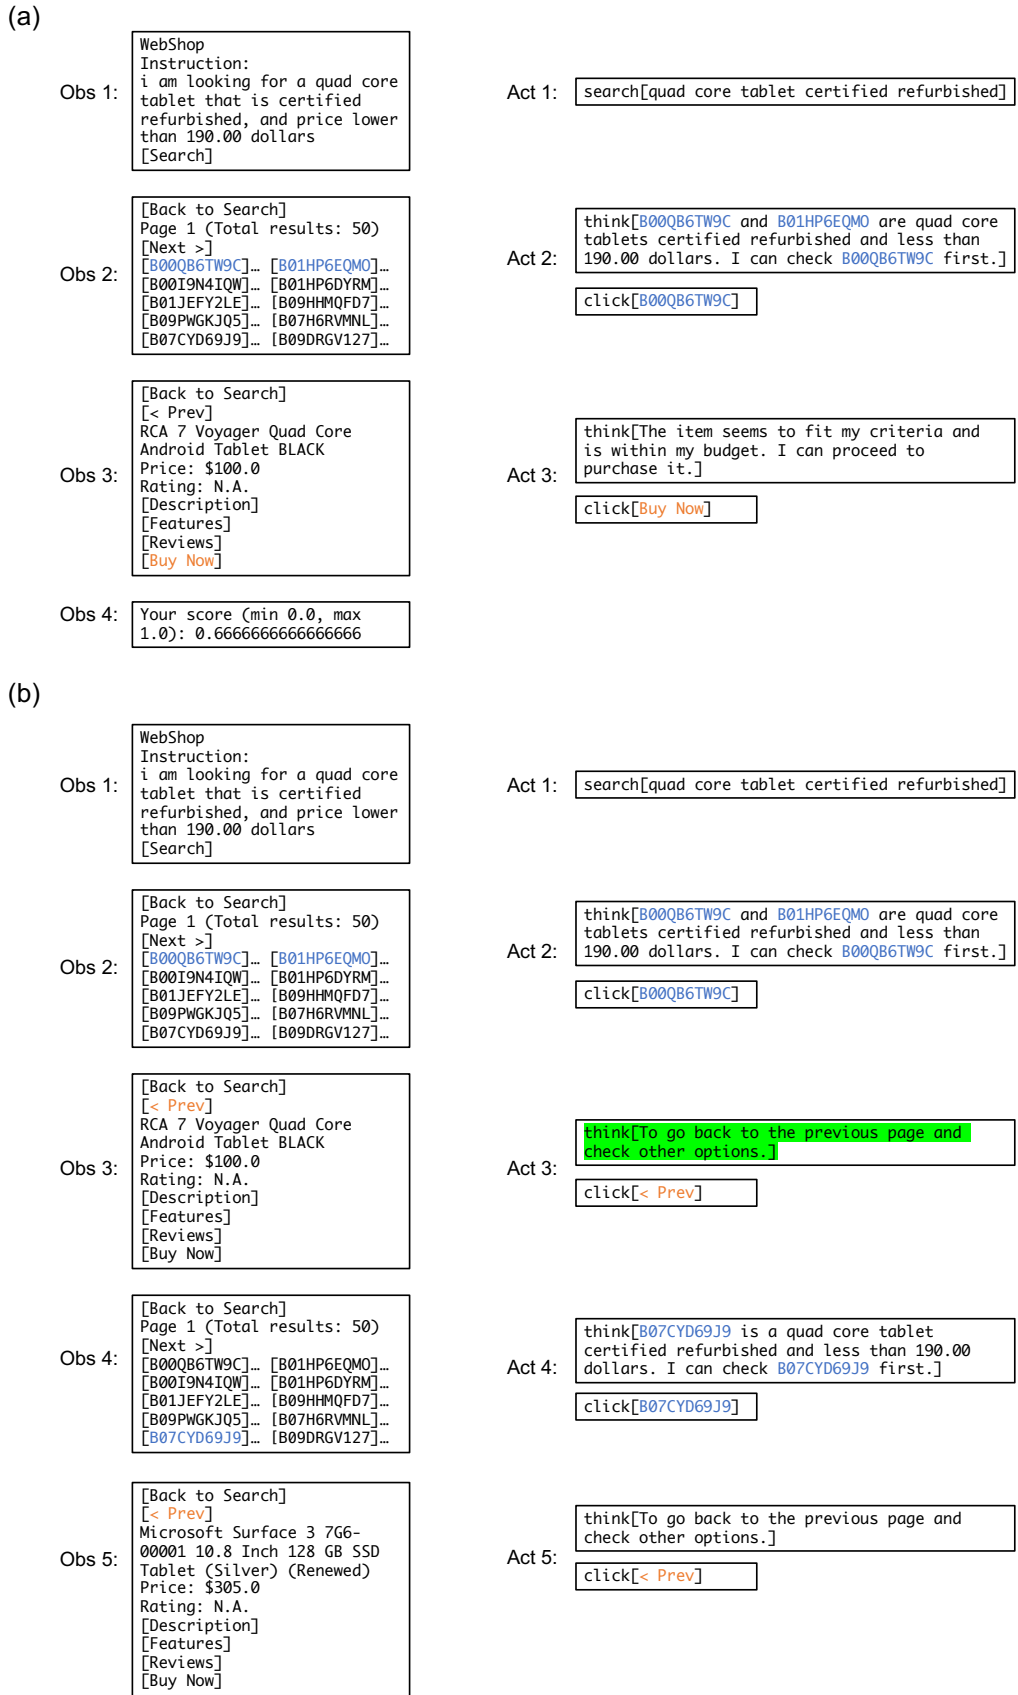 (a)
Obs 1:
WebShop
Instruction:
i am looking for a quad core
tablet that is certified
refurbished, and price lower
than 190.00 dollars
[Search]
Act 1:
search[quad core tablet certified refurbished]
Obs 2:
[Back to Search]
Page 1 (Total results: 50)
[Next >]
[B00QB6TW9C]… [B01HP6EQMO]…
[B00I9N4IQW]… [B01HP6DYRM]…
[B01JEFY2LE]… [B09HHMQFD7]…
[B09PWGKJQ5]… [B07H6RVMNL]…
[B07CYD69J9]… [B09DRGV127]…
Act 2:
think[B00QB6TW9C and B01HP6EQMO are quad core
tablets certified refurbished and less than
190.00 dollars. I can check B00QB6TW9C first.]
click[B00QB6TW9C]
Obs 3:
[Back to Search]
[< Prev]
RCA 7 Voyager Quad Core
Android Tablet BLACK
Price: $100.0
Rating: N.A.
[Description]
[Features]
[Reviews]
[Buy Now]
Act 3:
think[The item seems to fit my criteria and
is within my budget. I can proceed to
purchase it.]
click[Buy Now]
Obs 4:
Your score (min 0.0, max
1.0): 0.6666666666666666
(b)
Obs 1:
WebShop
Instruction:
i am looking for a quad core
tablet that is certified
refurbished, and price lower
than 190.00 dollars
[Search]
Act 1:
search[quad core tablet certified refurbished]
Obs 2:
[Back to Search]
Page 1 (Total results: 50)
[Next >]
[B00QB6TW9C]… [B01HP6EQMO]…
[B00I9N4IQW]… [B01HP6DYRM]…
[B01JEFY2LE]… [B09HHMQFD7]…
[B09PWGKJQ5]… [B07H6RVMNL]…
[B07CYD69J9]… [B09DRGV127]…
Act 2:
think[B00QB6TW9C and B01HP6EQMO are quad core
tablets certified refurbished and less than
190.00 dollars. I can check B00QB6TW9C first.]
click[B00QB6TW9C]
Obs 3:
[Back to Search]
[< Prev]
RCA 7 Voyager Quad Core
Android Tablet BLACK
Price: $100.0
Rating: N.A.
[Description]
[Features]
[Reviews]
[Buy Now]
Act 3:
think[To go back to the previous page and
check other options.]
click[< Prev]
Obs 4:
[Back to Search]
Page 1 (Total results: 50)
[Next >]
[B00QB6TW9C]… [B01HP6EQMO]…
[B00I9N4IQW]… [B01HP6DYRM]…
[B01JEFY2LE]… [B09HHMQFD7]…
[B09PWGKJQ5]… [B07H6RVMNL]…
[B07CYD69J9]… [B09DRGV127]…
Act 4:
think[B07CYD69J9 is a quad core tablet
certified refurbished and less than 190.00
dollars. I can check B07CYD69J9 first.]
click[B07CYD69J9]
Obs 5:
[Back to Search]
[< Prev]
Microsoft Surface 3 7G6-
00001 10.8 Inch 128 GB SSD
Tablet (Silver) (Renewed)
Price: $305.0
Rating: N.A.
[Description]
[Features]
[Reviews]
[Buy Now]
Act 5:
think[To go back to the previous page and
check other options.]
click[< Prev]